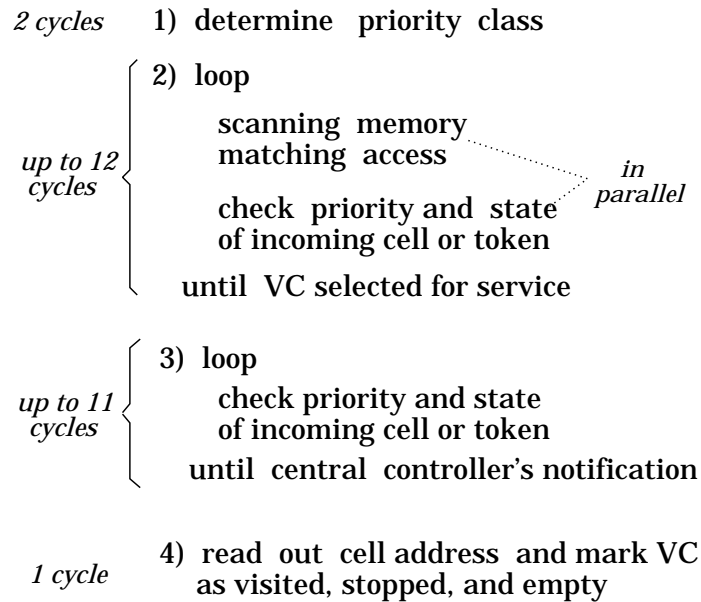 2 cycles 1) determine priority class
2) loop
scanning memory
matching access
up to 12
cycles
in
parallel
check priority and state
of incoming cell or token
until VC selected for service
3) loop
up to 11
cycles
check priority and state
of incoming cell or token
until central controller's notification
1 cycle
4) read out cell address and mark VC
as visited, stopped, and empty